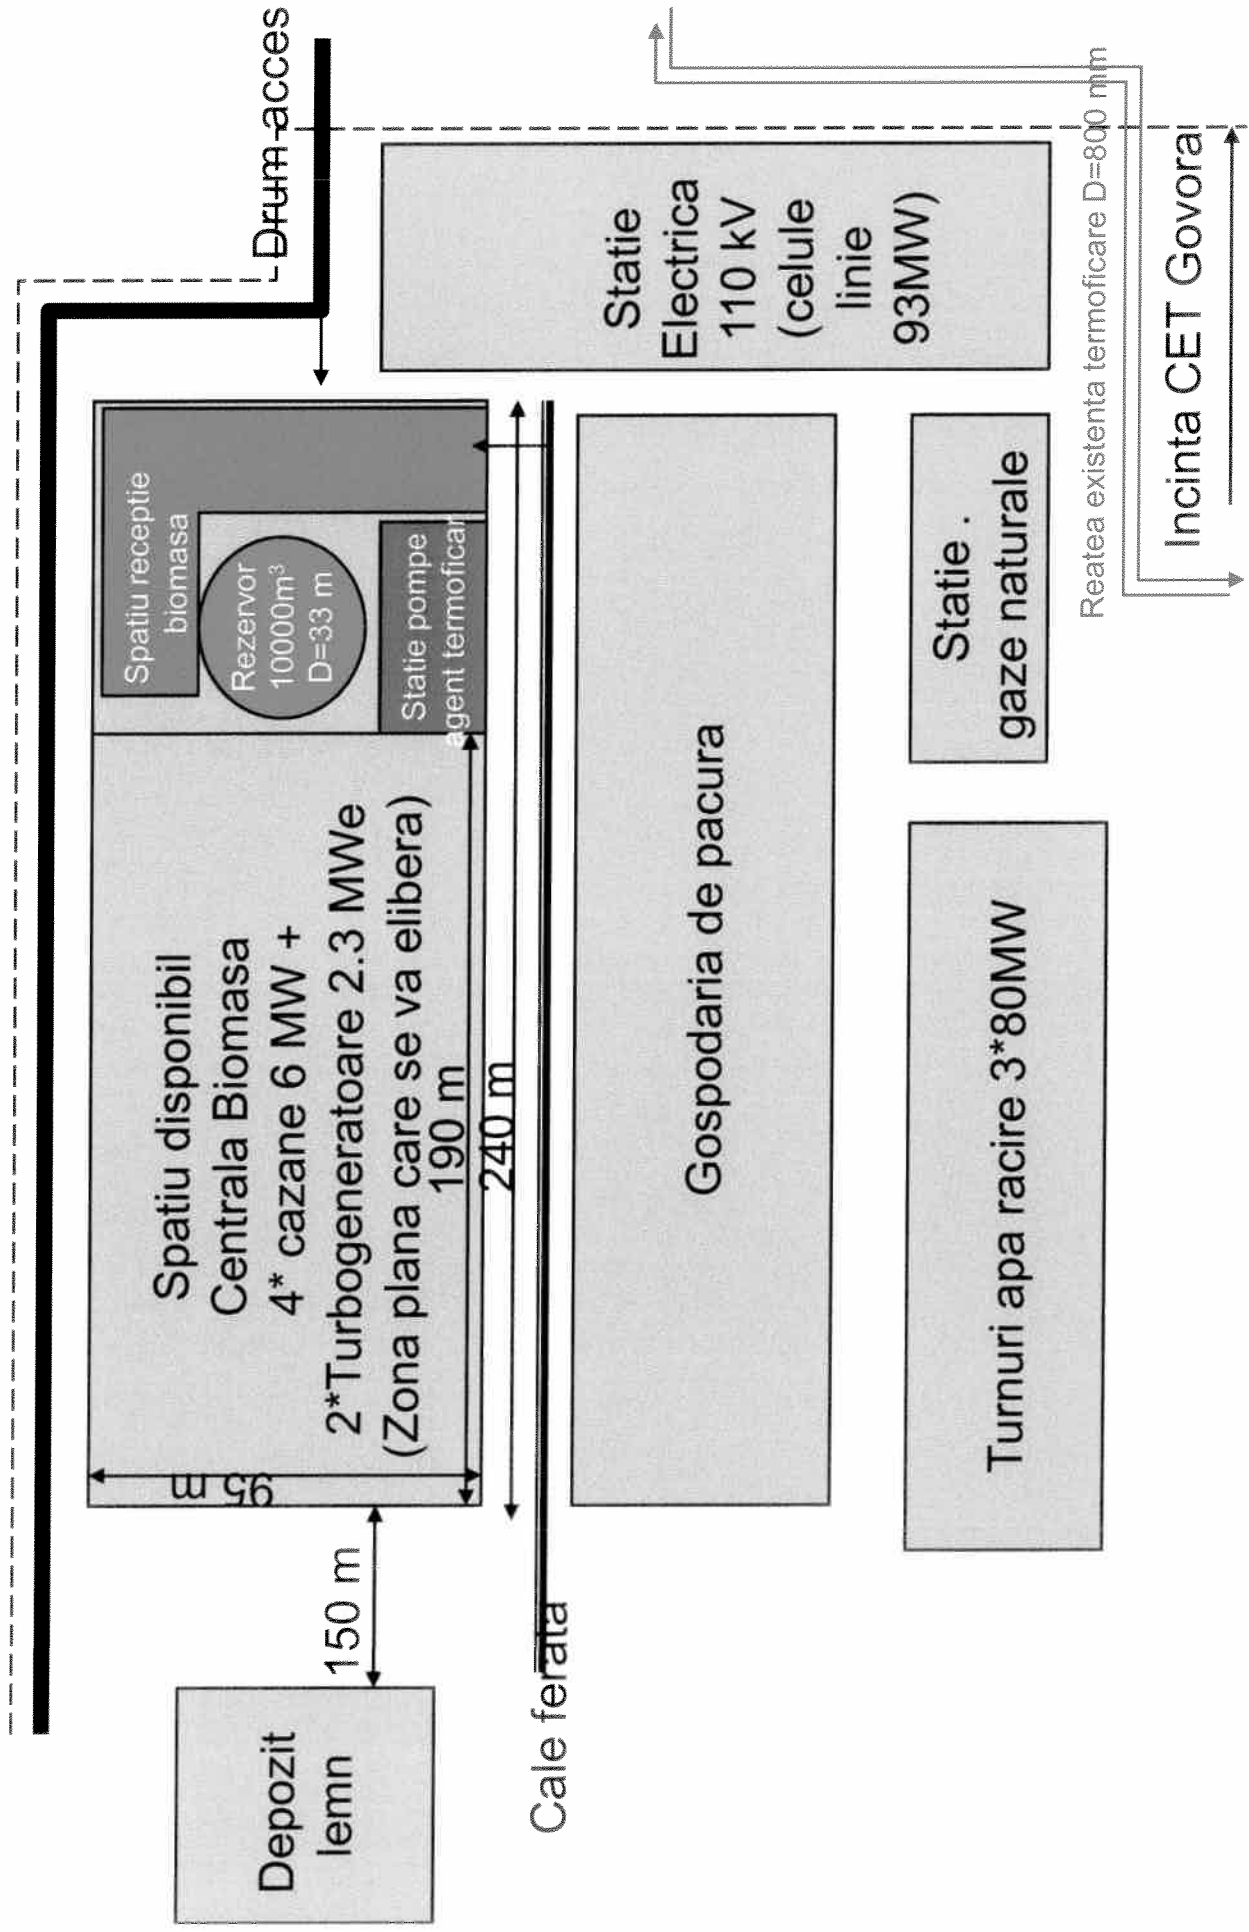 Drum acces
Depozit
lemn
150 m
95 m
Spatiu disponibil
Centrala Biomasa
4* cazane 6 MW +
2*Turbogeneratoare 2.3 MWe
(Zona plana care se va elibera)
190 m
240 m
Spatiu receptie
biomasa
Rezervor
10000m³
D=33 m
Statie pompe
agent termoficar
Cale ferata
Statie
Electrica
110 kV
(celule
linie
93MW)
Gospodaria de pacura
Statie .
gaze naturale
Turnuri apa racire 3*80MW
Reatea existenta termoficare D=800 mm
Incinta CET Govora